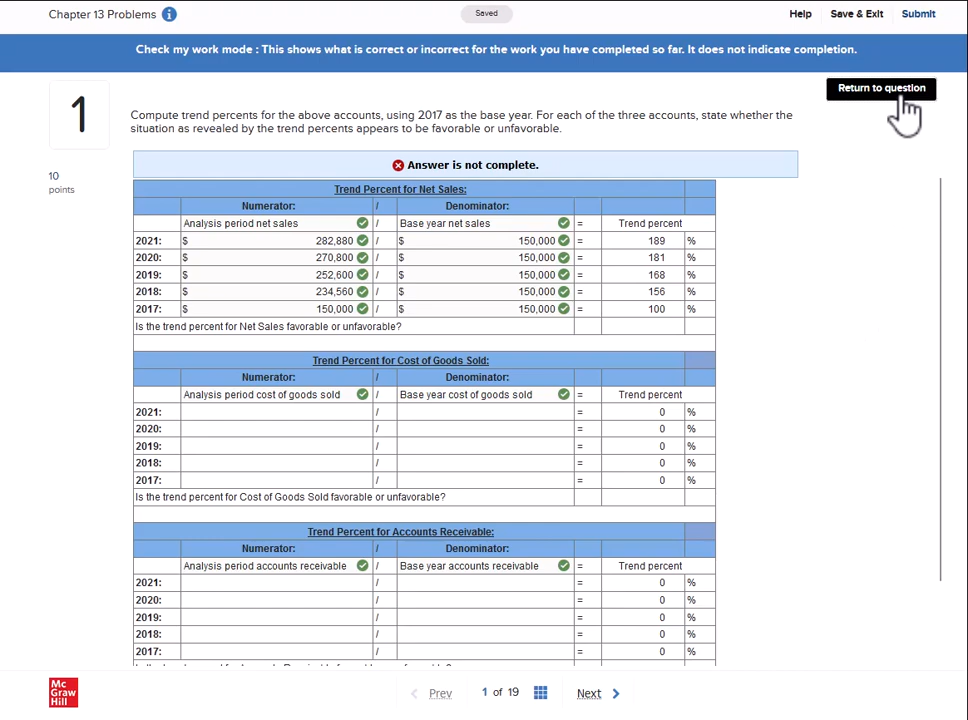 Chapter 13 Problems i Saved Help Save & Exit Submit
Check my work mode : This shows what is correct or incorrect for the work you have completed so far. It does not indicate completion.
Return to question
1
10
points
Compute trend percents for the above accounts, using 2017 as the base year. For each of the three accounts, state whether the
situation as revealed by the trend percents appears to be favorable or unfavorable.
Answer is not complete.
Trend Percent for Net Sales:
Numerator: / Denominator:
Analysis period net sales / Base year net sales = Trend percent
2021: $ 282,880 / $ 150,000 = 189 %
2020: $ 270,800 / $ 150,000 = 181 %
2019: $ 252,600 / $ 150,000 = 168 %
2018: $ 234,560 / $ 150,000 = 156 %
2017: $ 150,000 / $ 150,000 = 100 %
Is the trend percent for Net Sales favorable or unfavorable?
Trend Percent for Cost of Goods Sold:
Numerator: / Denominator:
Analysis period cost of goods sold / Base year cost of goods sold = Trend percent
2021: / = 0 %
2020: / = 0 %
2019: / = 0 %
2018: / = 0 %
2017: / = 0 %
Is the trend percent for Cost of Goods Sold favorable or unfavorable?
Trend Percent for Accounts Receivable:
Numerator: / Denominator:
Analysis period accounts receivable / Base year accounts receivable = Trend percent
2021: / = 0 %
2020: / = 0 %
2019: / = 0 %
2018: / = 0 %
2017: / = 0 %
Mc
Graw
Hill
Prev 1 of 19 Next